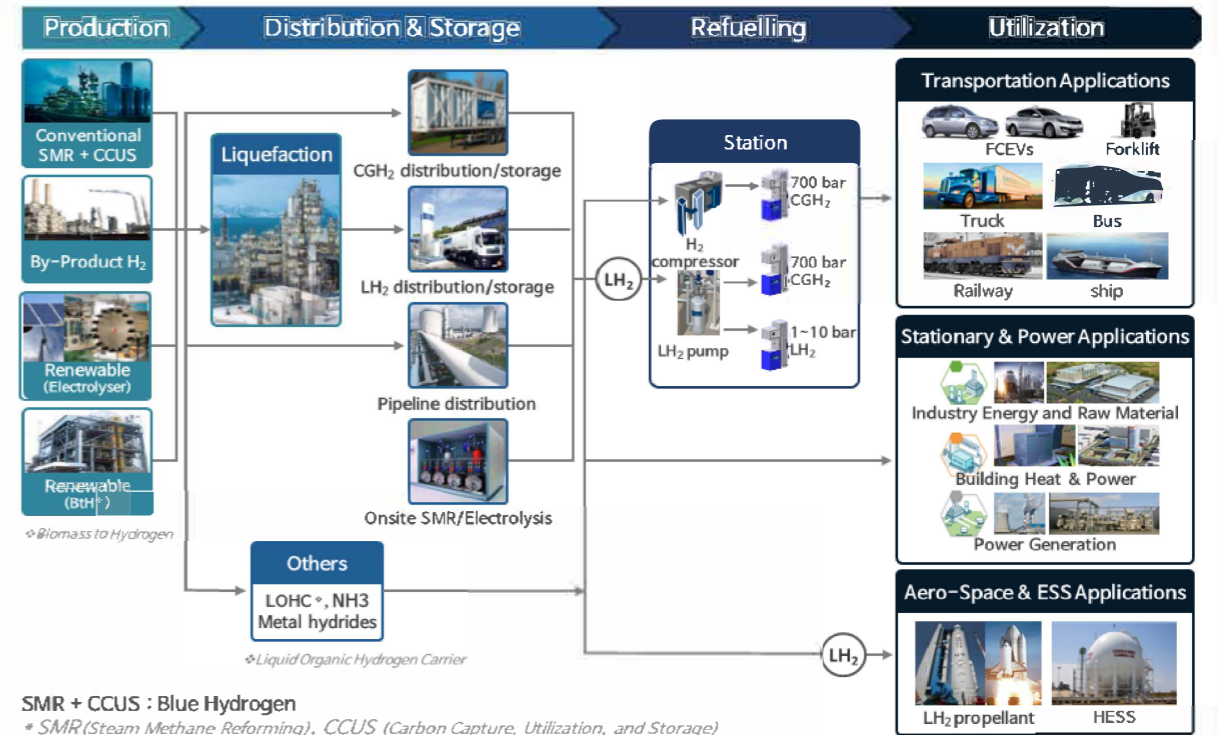 Production
Distribution & Storage
Refuelling
Utilization
Conventional
SMR + CCUS
By-Product H₂
Renewable
(Electrolyser)
Renewable
(BtH*)
❖Biomass to Hydrogen
Liquefaction
CGH₂ distribution/storage
LH₂ distribution/storage
Pipeline distribution
Onsite SMR/Electrolysis
Others
LOHC*, NH3
Metal hydrides
❖Liquid Organic Hydrogen Carrier
LH₂
Station
H₂
compressor
LH₂ pump
700 bar
CGH₂
700 bar
CGH₂
1~10 bar
LH₂
Transportation Applications
FCEVs
Forklift
Truck
Bus
Railway
ship
Stationary & Power Applications
Industry Energy and Raw Material
Building Heat & Power
Power Generation
LH₂
Aero-Space & ESS Applications
LH₂ propellant
HESS
SMR + CCUS : Blue Hydrogen
* SMR(Steam Methane Reforming), CCUS (Carbon Capture, Utilization, and Storage)